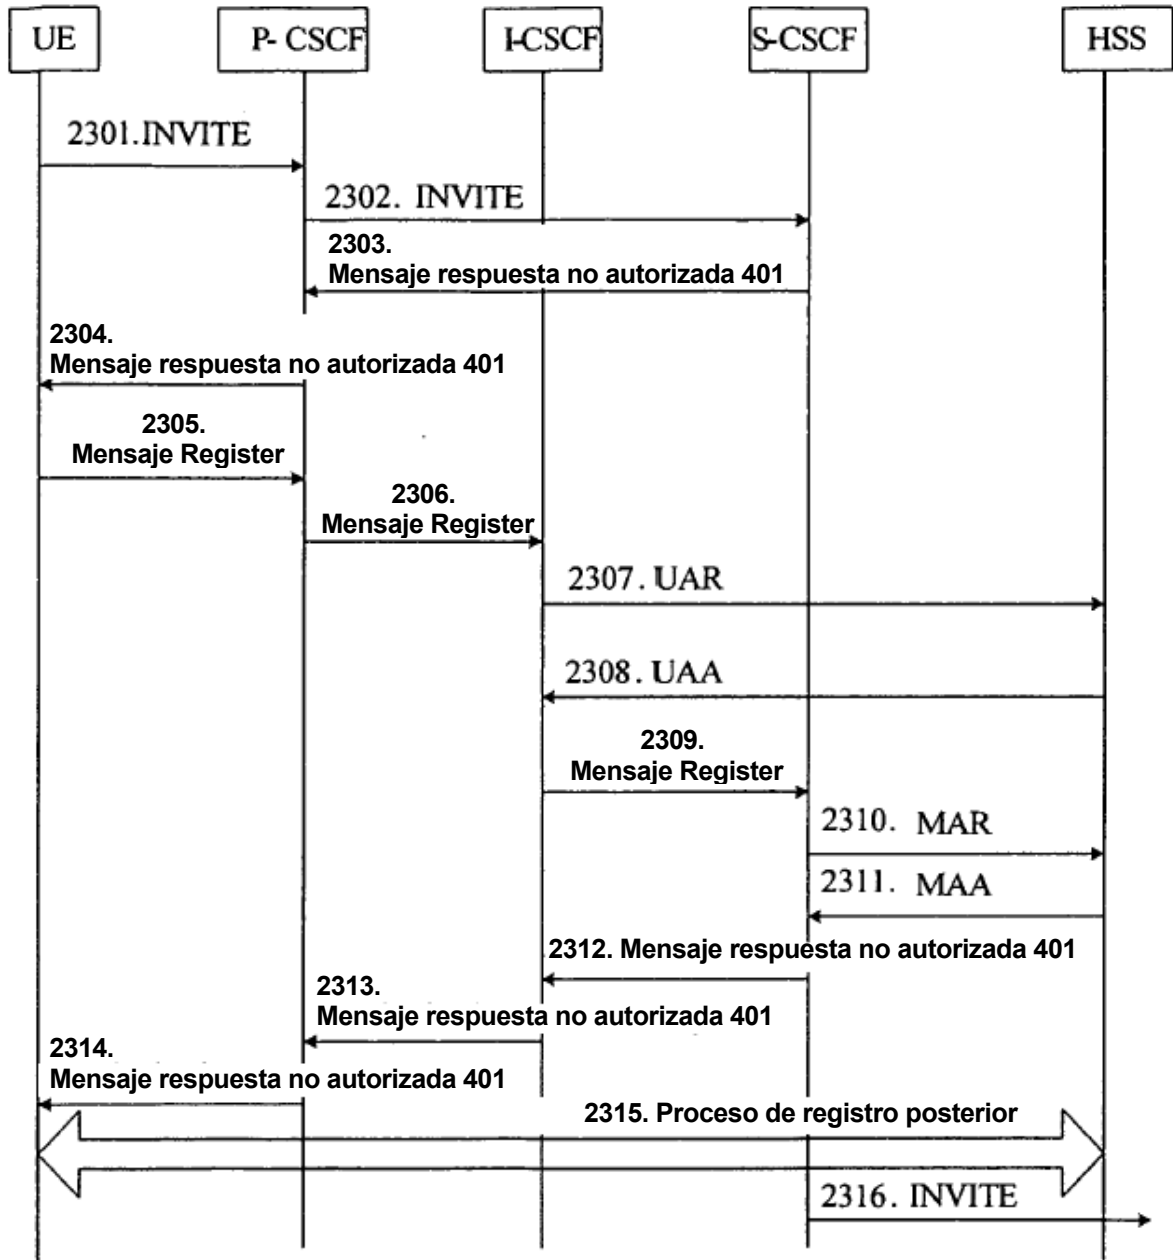 UE
P- CSCF
I-CSCF
S-CSCF
HSS
2301.INVITE
2302. INVITE
2303.
Mensaje respuesta no autorizada 401
2304.
Mensaje respuesta no autorizada 401
2305.
Mensaje Register
2306.
Mensaje Register
2307. UAR
2308. UAA
2309.
Mensaje Register
2310. MAR
2311. MAA
2312. Mensaje respuesta no autorizada 401
2313.
Mensaje respuesta no autorizada 401
2314.
Mensaje respuesta no autorizada 401
2315. Proceso de registro posterior
2316. INVITE